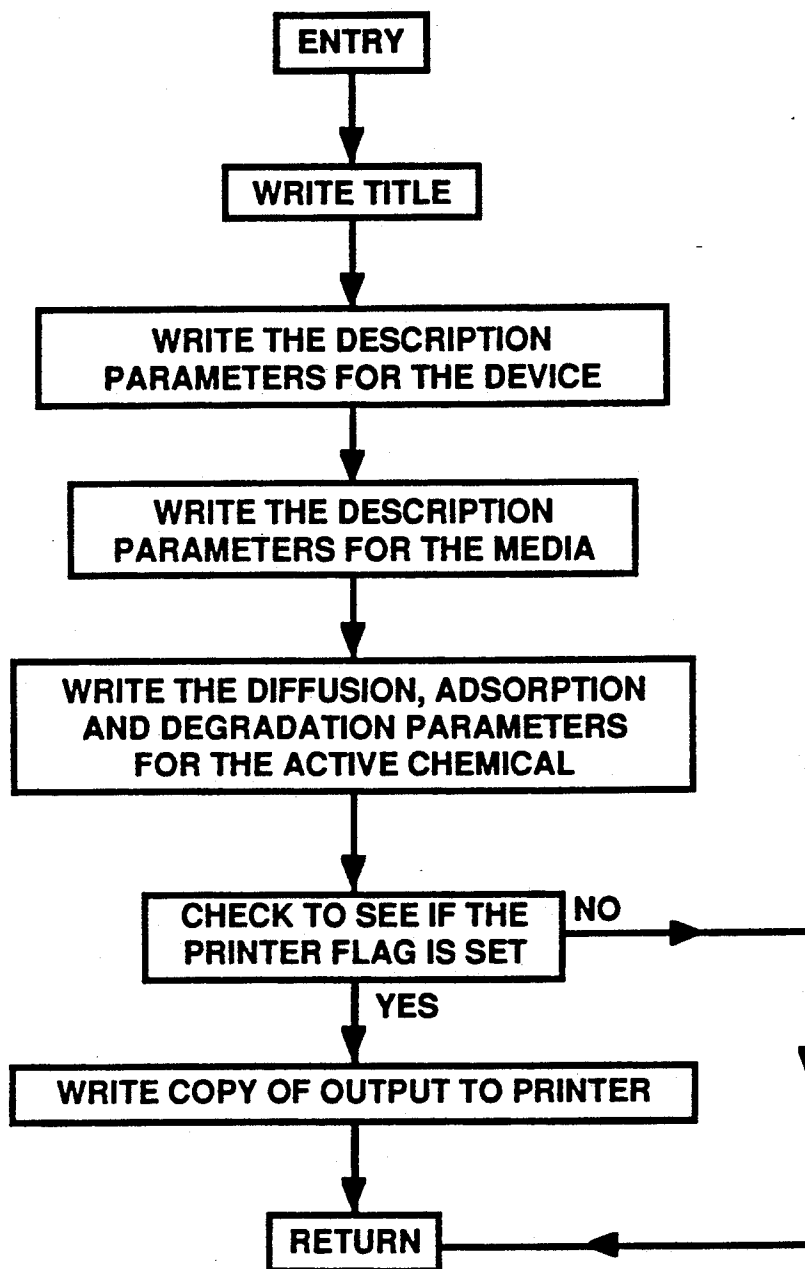 ENTRY
WRITE TITLE
WRITE THE DESCRIPTION
PARAMETERS FOR THE DEVICE
WRITE THE DESCRIPTION
PARAMETERS FOR THE MEDIA
WRITE THE DIFFUSION, ADSORPTION
AND DEGRADATION PARAMETERS
FOR THE ACTIVE CHEMICAL
CHECK TO SEE IF THE
PRINTER FLAG IS SET
NO
YES
WRITE COPY OF OUTPUT TO PRINTER
RETURN